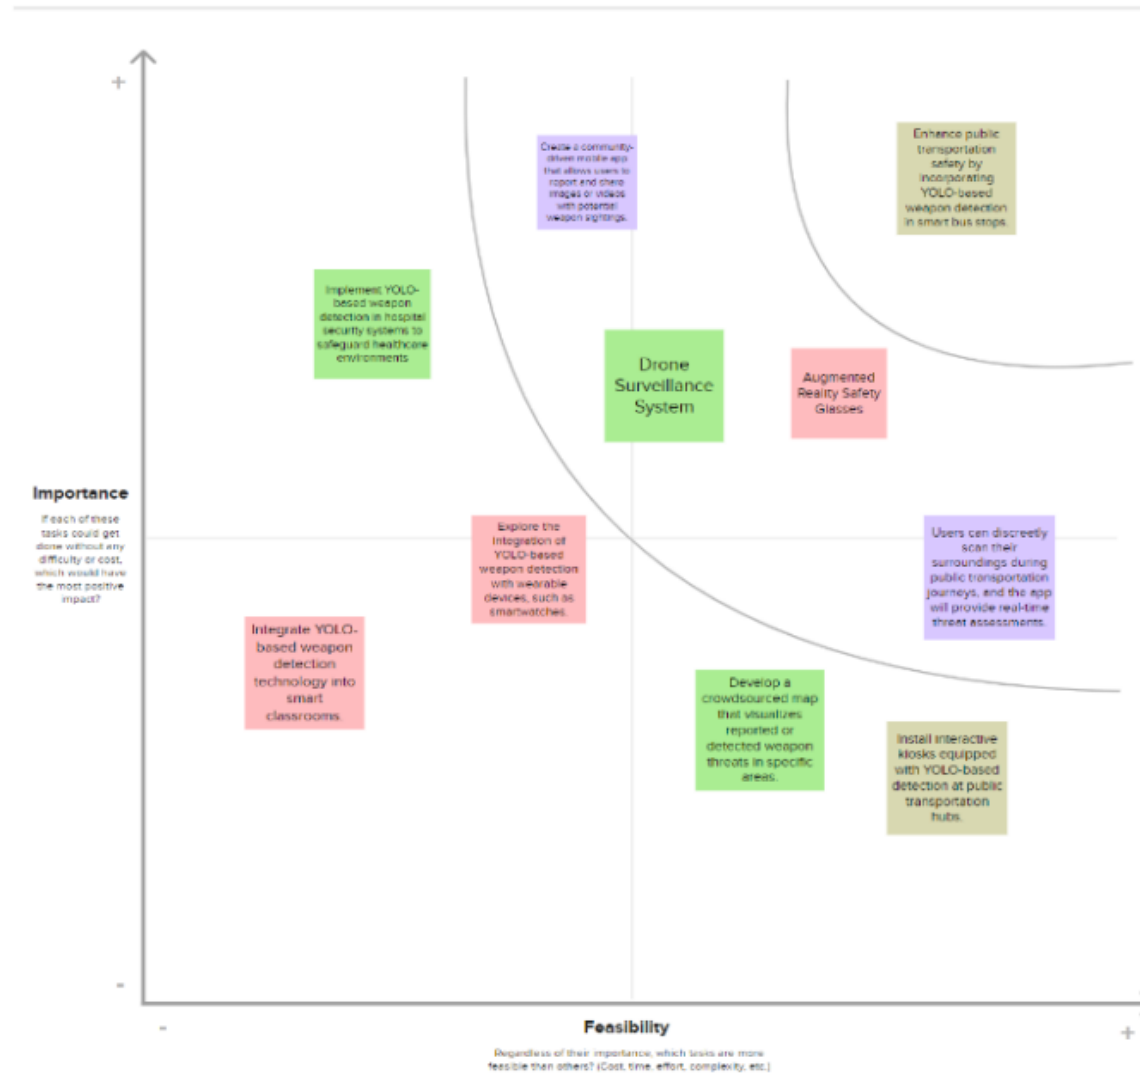 +
Create a community-
driven mobile app
that allows users to
report and share
images or videos
with potential
weapon sightings.
Enhance public
transportation
safety by
incorporating
YOLO-based
weapon detection
in smart bus stops.
Implement YOLO-
based weapon
detection in hospital
security systems to
safeguard healthcare
environments
Drone
Surveillance
System
Augmented
Reality Safety
Glasses
Importance
If each of these
tasks could get
done without any
difficulty or cost,
which would have
the most positive
impact?
Explore the
integration of
YOLO-based
weapon detection
with wearable
devices, such as
smartwatches.
Users can discreetly
scan their
surroundings during
public transportation
journeys, and the app
will provide real-time
threat assessments.
Integrate YOLO-
based weapon
detection
technology into
smart
classrooms.
Develop a
crowdsourced map
that visualizes
reported or
detected weapon
threats in specific
areas.
Install interactive
kiosks equipped
with YOLO-based
detection at public
transportation
hubs.
-
-
Feasibility
+
Regardless of their importance, which tasks are more
feasible than others? (Cost, time, effort, complexity, etc.)